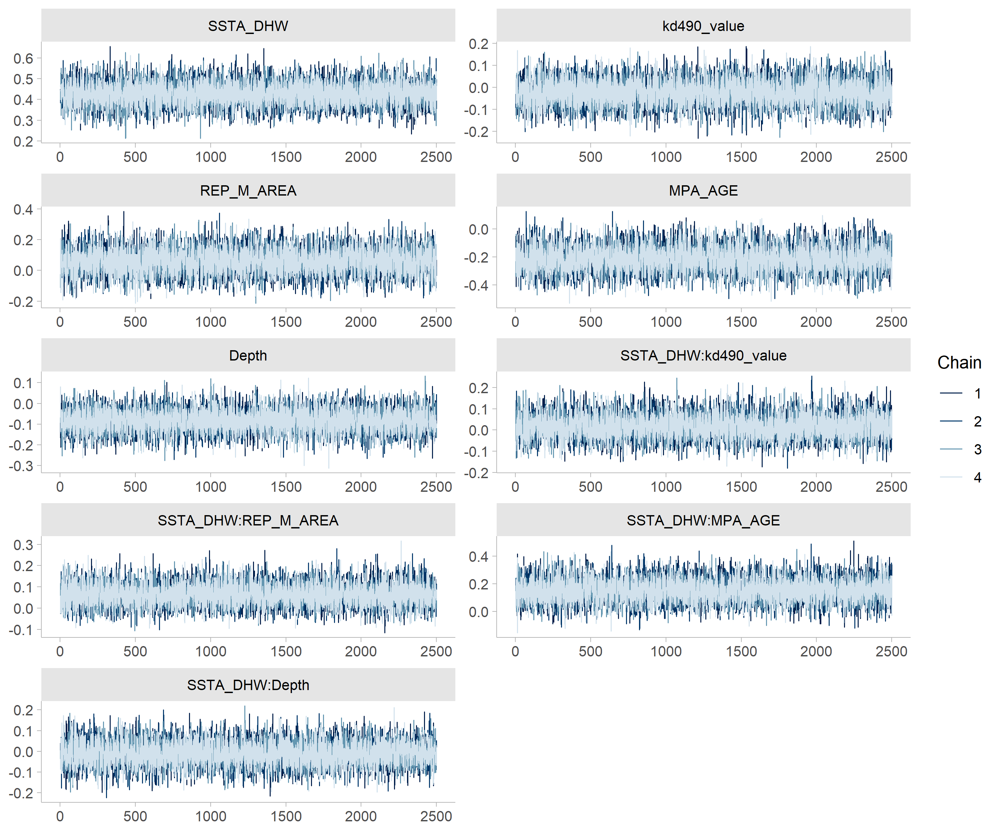 SSTA_DHW
kd490_value
0.6
0.5
0.4
0.3
0.2
0.2
0.1
0.0
-0.1
-0.2
0 500 1000 1500 2000 2500
0 500 1000 1500 2000 2500
REP_M_AREA
MPA_AGE
0.4
0.2
0.0
-0.2
0.0
-0.2
-0.4
0 500 1000 1500 2000 2500
0 500 1000 1500 2000 2500
Depth
SSTA_DHW:kd490_value
0.1
0.0
-0.1
-0.2
-0.3
0.2
0.1
0.0
-0.1
-0.2
0 500 1000 1500 2000 2500
0 500 1000 1500 2000 2500
SSTA_DHW:REP_M_AREA
SSTA_DHW:MPA_AGE
0.3
0.2
0.1
0.0
-0.1
0.4
0.2
0.0
0 500 1000 1500 2000 2500
0 500 1000 1500 2000 2500
SSTA_DHW:Depth
0.2
0.1
0.0
-0.1
-0.2
0 500 1000 1500 2000 2500
Chain
1
2
3
4